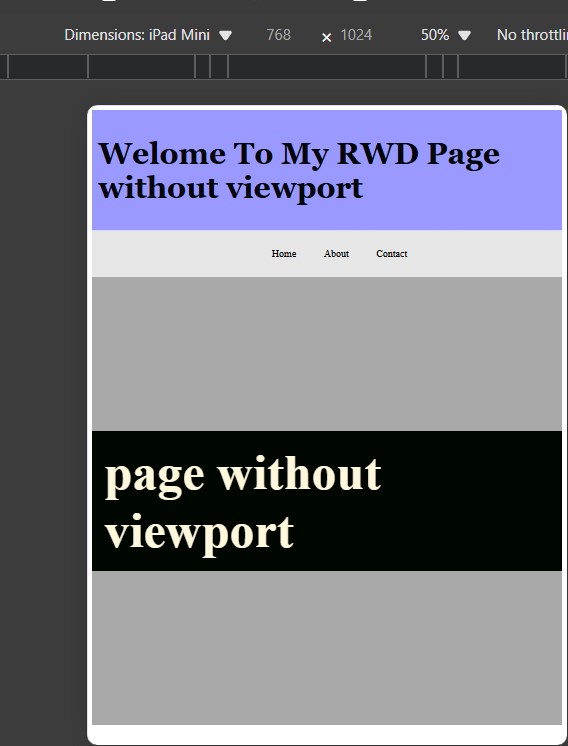 Dimensions: iPad Mini 768 × 1024 50% No throttli
Welome To My RWD Page
without viewport
Home About Contact
page without
viewport